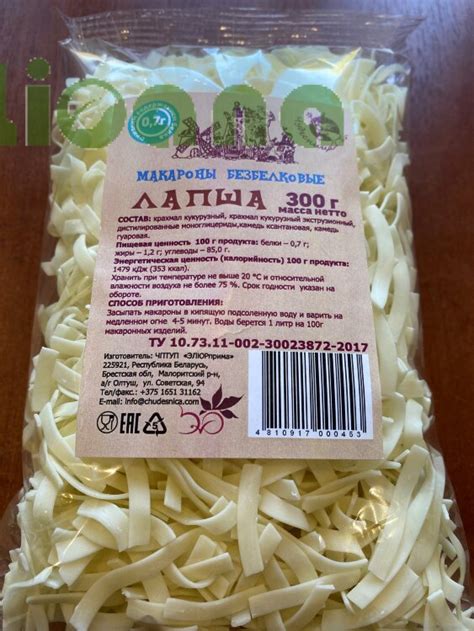 0,7г
МАКАРОНЫ БЕЗБЕЛКОВЫЕ
ЛАПША 300 г
масса нетто
СОСТАВ: крахмал кукурузный, крахмал кукурузный экструзионный,
дистилированные моноглицериды,камедь ксантановая, камедь
гуаровая.
Пищевая ценность 100 г продукта: белки – 0,7 г;
жиры – 1,2 г; углеводы – 85,0 г.
Энергетическая ценность (калорийность) 100 г продукта:
1479 кДж (353 ккал).
Хранить при температуре не выше 20 °С и относительной
влажности воздуха не более 75 %. Срок годности указан на
обороте.
СПОСОБ ПРИГОТОВЛЕНИЯ:
Засыпать макароны в кипящую подсоленную воду и варить на
медленном огне 4-5 минут. Воды берется 1 литр на 100г
макаронных изделий.
ТУ 10.73.11-002-30023872-2017
Изготовитель: ЧПТУП «ЭЛІОРприма»
225921, Республика Беларусь,
Брестская обл, Малоритский р-н,
а/г Олтуш, ул. Советская, 94
Тел/факс.: +375 1651 31162
E-mail: info@chudesnica.com
EAC
4 810917 000463